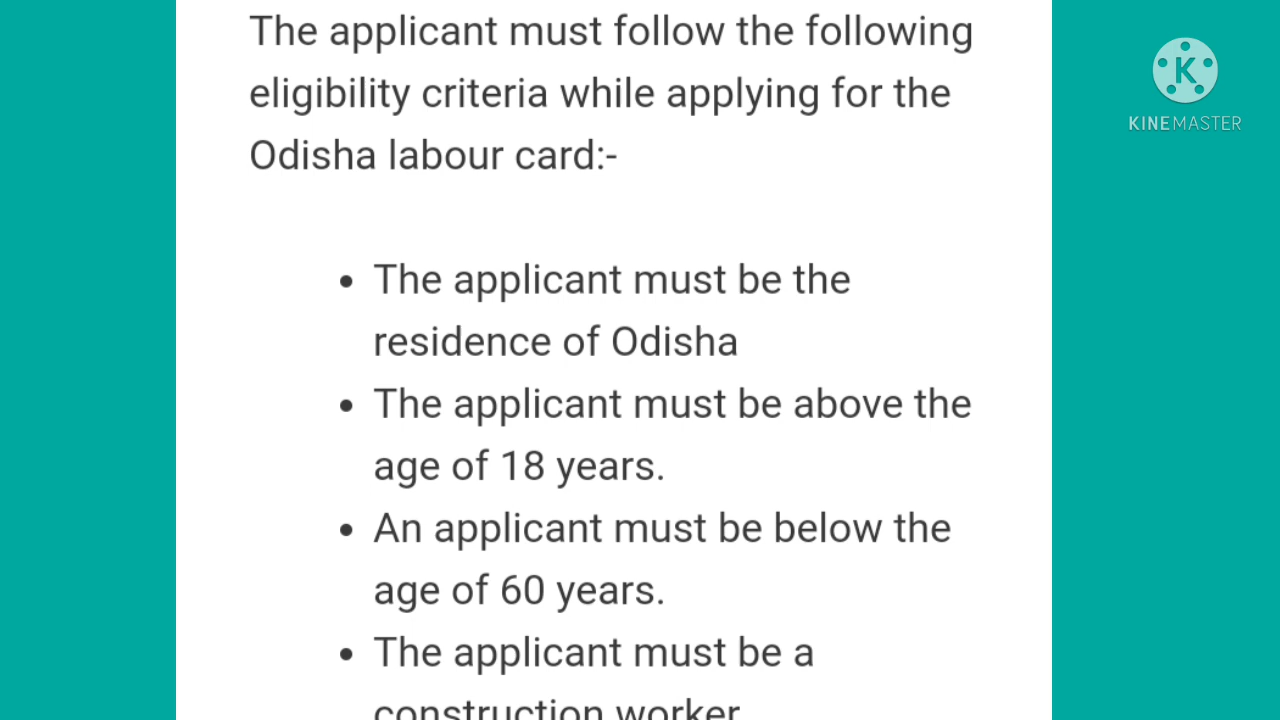 The applicant must follow the following
eligibility criteria while applying for the
Odisha labour card:-
• The applicant must be the
residence of Odisha
• The applicant must be above the
age of 18 years.
• An applicant must be below the
age of 60 years.
• The applicant must be a
construction worker
K
KINEMASTER